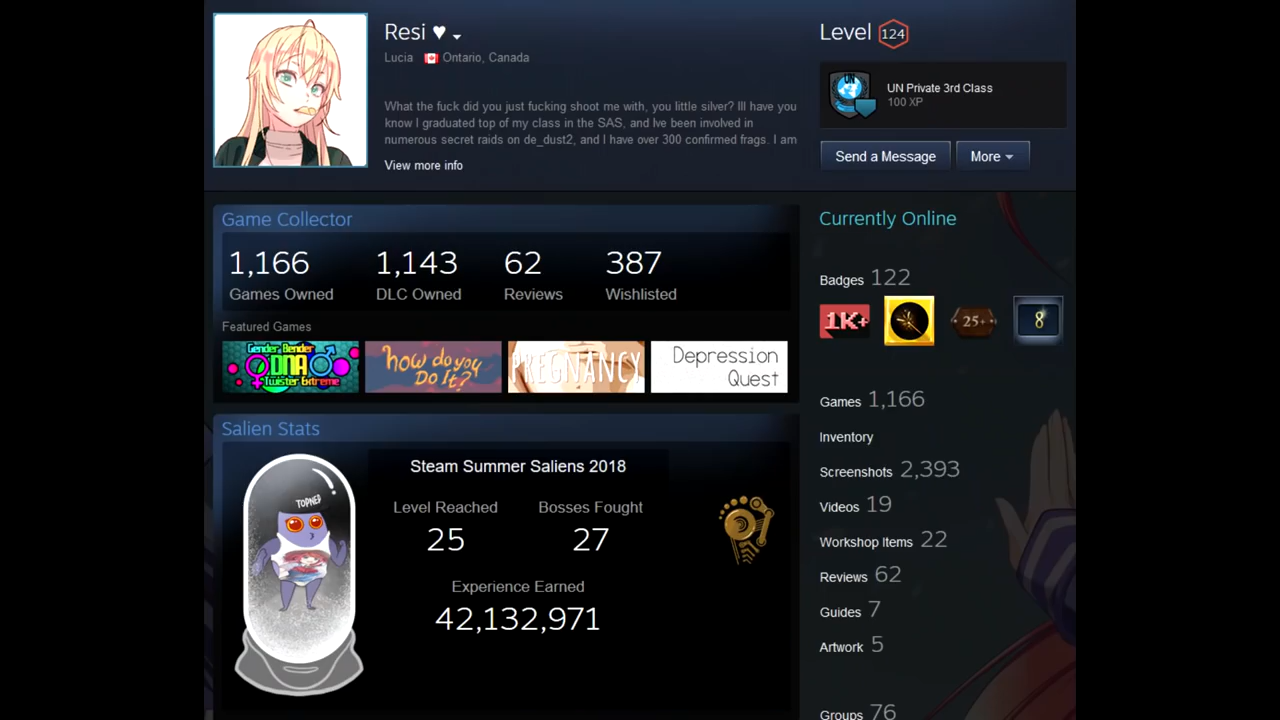 Resi ♥
Lucia Ontario, Canada
What the fuck did you just fucking shoot me with, you little silver? Ill have you
know I graduated top of my class in the SAS, and Ive been involved in
numerous secret raids on de_dust2, and I have over 300 confirmed frags. I am
View more info
Level 124
UN
UN Private 3rd Class
100 XP
Send a Message
More
Game Collector
1,166
1,143
62
387
Games Owned
DLC Owned
Reviews
Wishlisted
Featured Games
Gender Bender
DNA
Twister Extreme
how do you
Do It?
PREGNANCY
Depression
Quest
Salien Stats
TOPNEP
Steam Summer Saliens 2018
Level Reached
Bosses Fought
25
27
Experience Earned
42,132,971
Currently Online
Badges 122
1K+
25+
8
Games 1,166
Inventory
Screenshots 2,393
Videos 19
Workshop Items 22
Reviews 62
Guides 7
Artwork 5
Groups 76